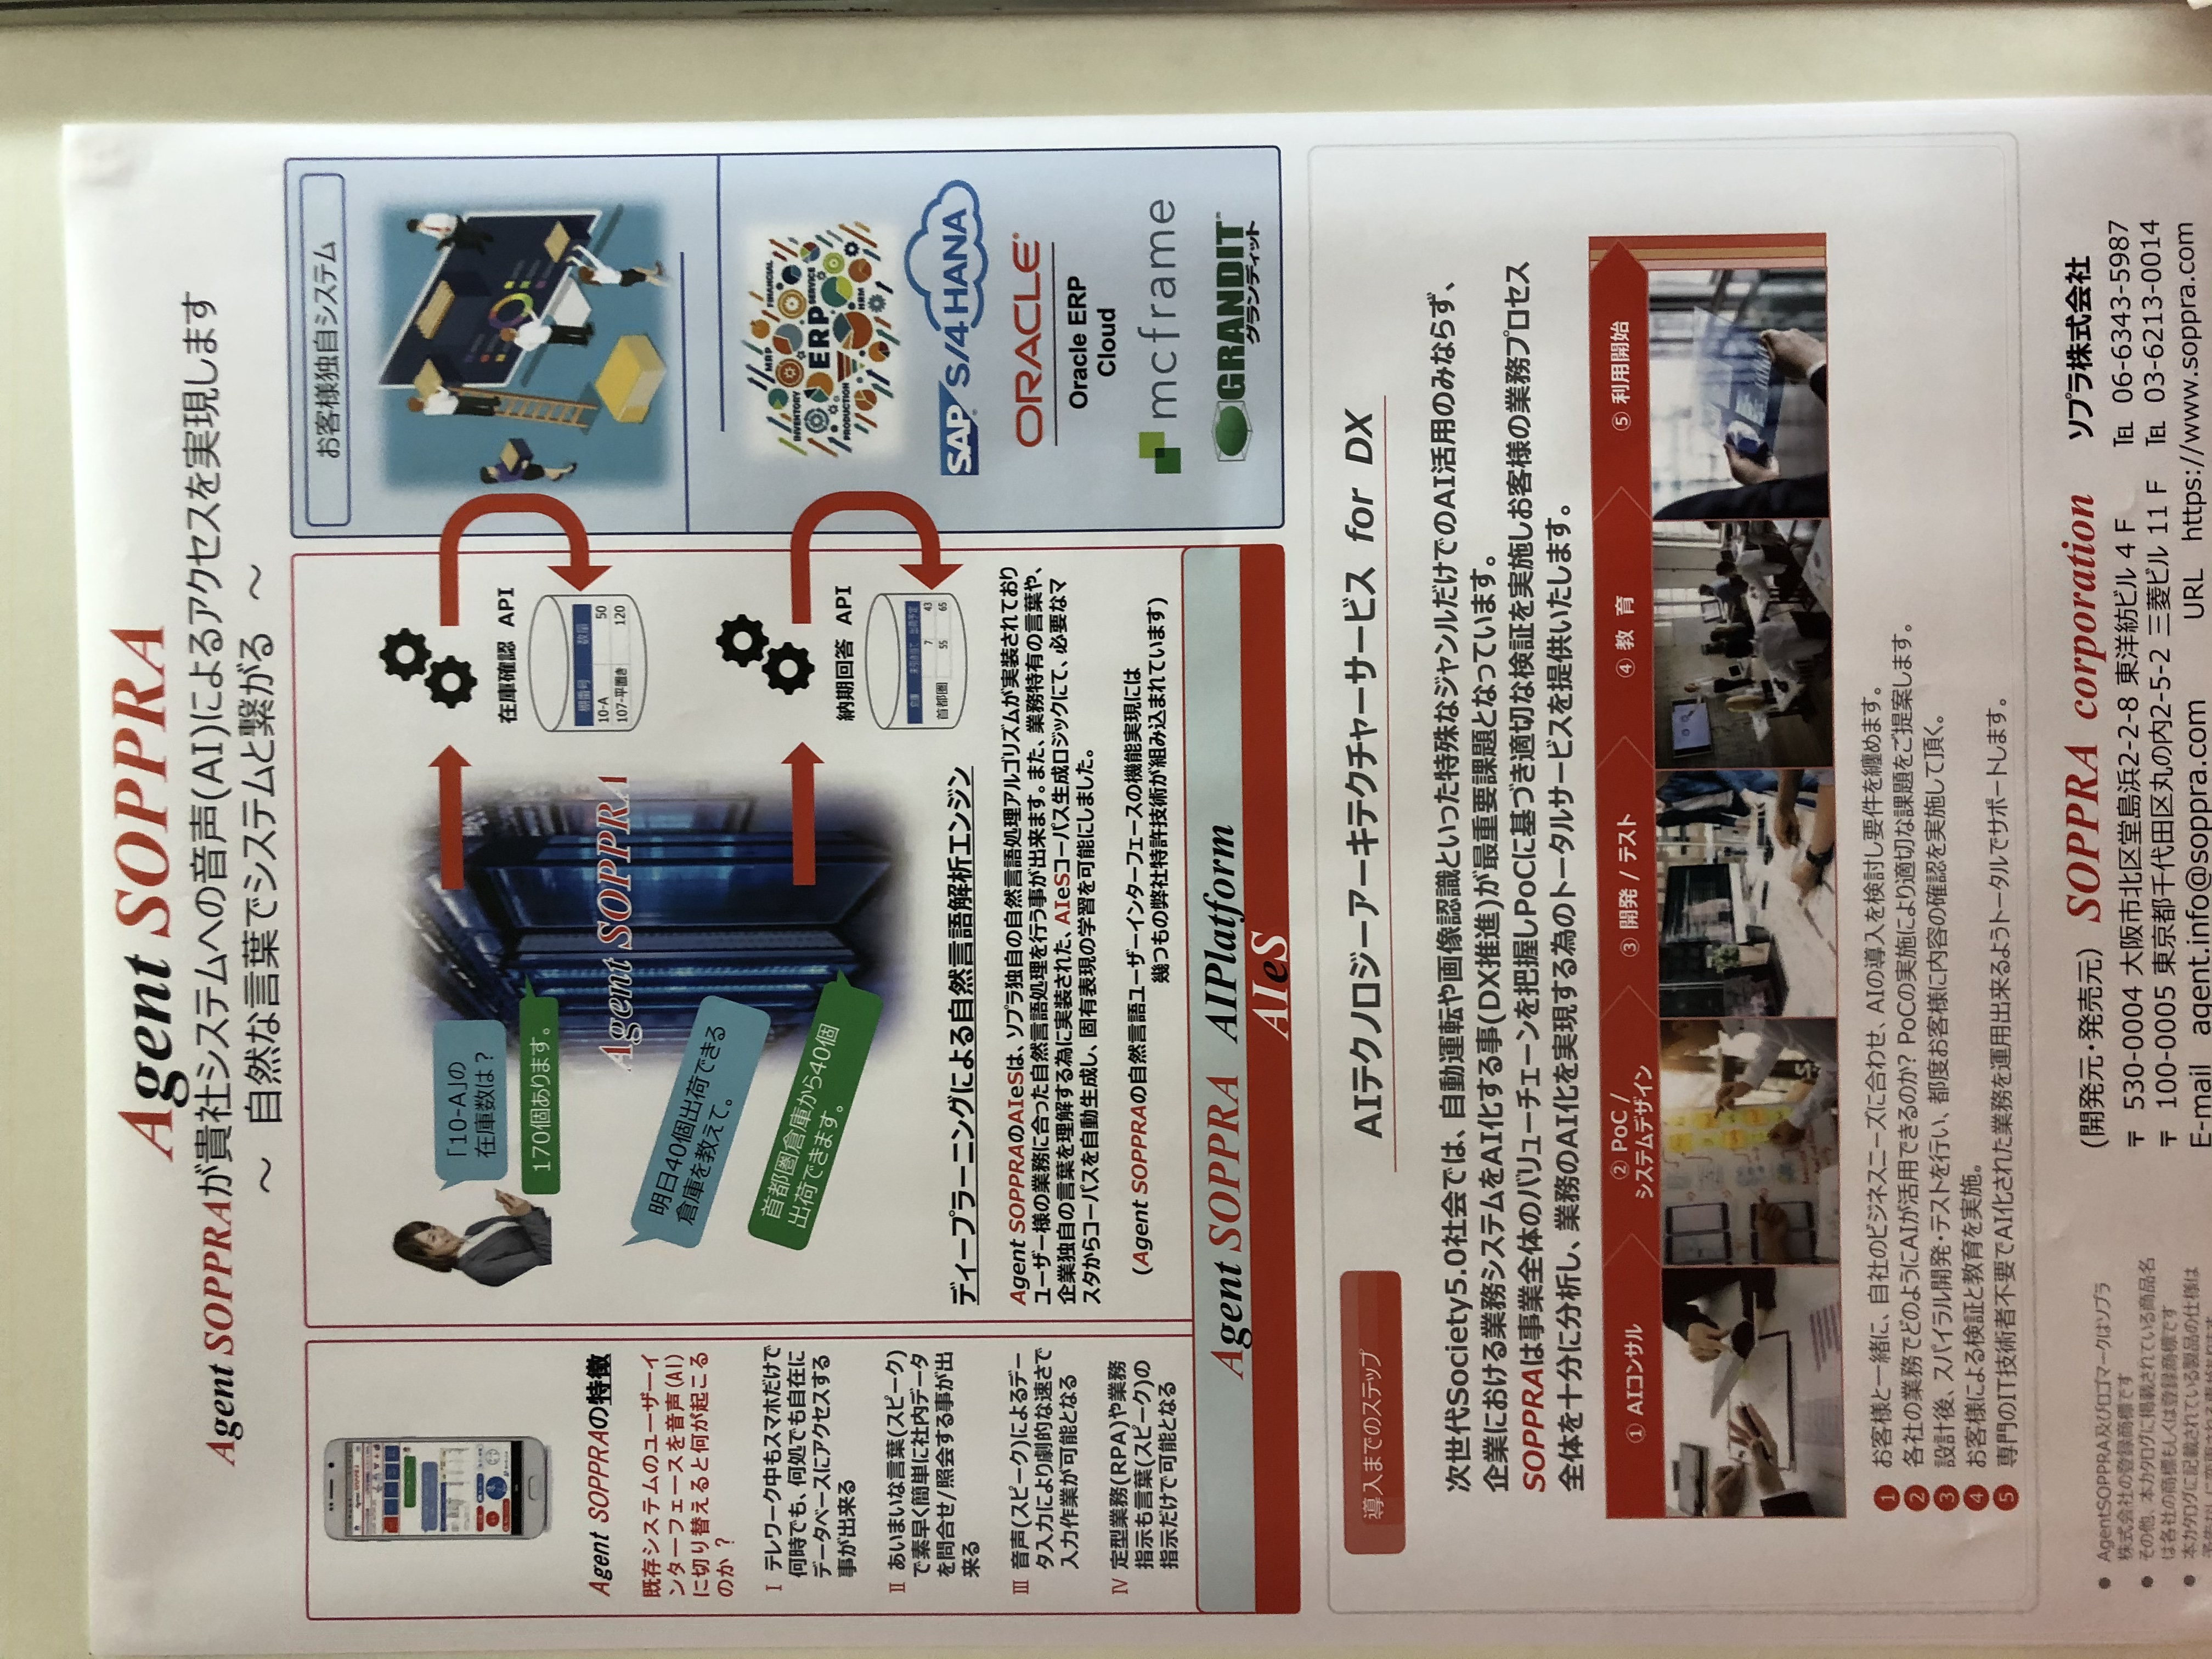 Agent SOPPRA
Agent SOPPRAが貴社システムへの音声(AI)によるアクセスを実現します
～ 自然な言葉でシステムと繋がる ～
Agent SOPPRAの特徴
既存システムのユーザーイ
ンターフェースを音声(AI)
に切り替えると何が起こる
のか？
Ⅰ テレワーク中もスマホだけで
何時でも、何処でも自在に
データベースにアクセスする
事が出来る
Ⅱ あいまいな言葉(スピーク)
で素早く簡単に社内データ
を問合せ/照会する事が出
来る
Ⅲ 音声(スピーク)によるデー
タ入力により劇的な速さで
入力作業が可能となる
Ⅳ 定型業務(RPA)や業務
指示も言葉(スピーク)の
指示だけで可能となる
「10-A」の
在庫数は？
170個あります。
Agent SOPPRA
明日40個出荷できる
倉庫を教えて。
首都圏倉庫から40個
出荷できます。
在庫確認 API
棚番号 数量
10-A 50
107-平置き 120
納期回答 API
倉庫 未引き当て 出荷予定
7 43
首都圏 55 65
ディープラーニングによる自然言語解析エンジン
Agent SOPPRAのAIeSは、ソプラ独自の自然言語処理アルゴリズムが実装されており
ユーザー様の業務に合った自然言語処理を行う事が出来ます。また、業務特有の言葉や、
企業独自の言葉を理解する為に実装された、AIeSコーパス生成ロジックにて、必要なマ
スタからコーパスを自動生成し、固有表現の学習を可能にしました。
(Agent SOPPRAの自然言語ユーザーインターフェースの機能実現には
幾つもの弊社特許技術が組み込まれています)
Agent SOPPRA AIPlatform
AIeS
お客様独自システム
MRP
FINANCIAL
INVENTORY
ERP
SERVICE
PRODUCTION
HRM
SAP S/4 HANA
ORACLE
Oracle ERP
Cloud
mcframe
GRANDIT
グランディット
導入までのステップ
AIテクノロジーアーキテクチャーサービス for DX
次世代Society5.0社会では、自動運転や画像認識といった特殊なジャンルだけでのAI活用のみならず、
企業における業務システムをAI化する事(DX推進)が最重要課題となっています。
SOPPRAは事業全体のバリューチェーンを把握しPoCに基づき適切な検証を実施しお客様の業務プロセス
全体を十分に分析し、業務のAI化を実現する為のトータルサービスを提供いたします。
① AIコンサル
② PoC /
システムデザイン
③ 開発 / テスト
④ 教 育
⑤ 利用開始
1 お客様と一緒に、自社のビジネスニーズに合わせ、AIの導入を検討し要件を纏めます。
2 各社の業務でどのようにAIが活用できるのか? PoCの実施により適切な課題をご提案します。
3 設計後、スパイラル開発・テストを行い、都度お客様に内容の確認を実施して頂く。
4 お客様による検証と教育を実施。
5 専門のIT技術者不要でAI化された業務を運用出来るようトータルでサポートします。
● AgentSOPPRA及びロゴマークはソプラ
株式会社の登録商標です
● その他、本カタログに掲載されている商品名
は各社の商標もしくは登録商標です
● 本カタログに記載されている製品の仕様は
予告なしに変更される事があります
(開発元・発売元) SOPPRA corporation ソプラ株式会社
〒 530-0004 大阪市北区堂島浜2-2-8 東洋紡ビル 4 F ℡ 06-6343-5987
〒 100-0005 東京都千代田区丸の内2-5-2 三菱ビル 11 F ℡ 03-6213-0014
E-mail agent.info@soppra.com URL https://www.soppra.com